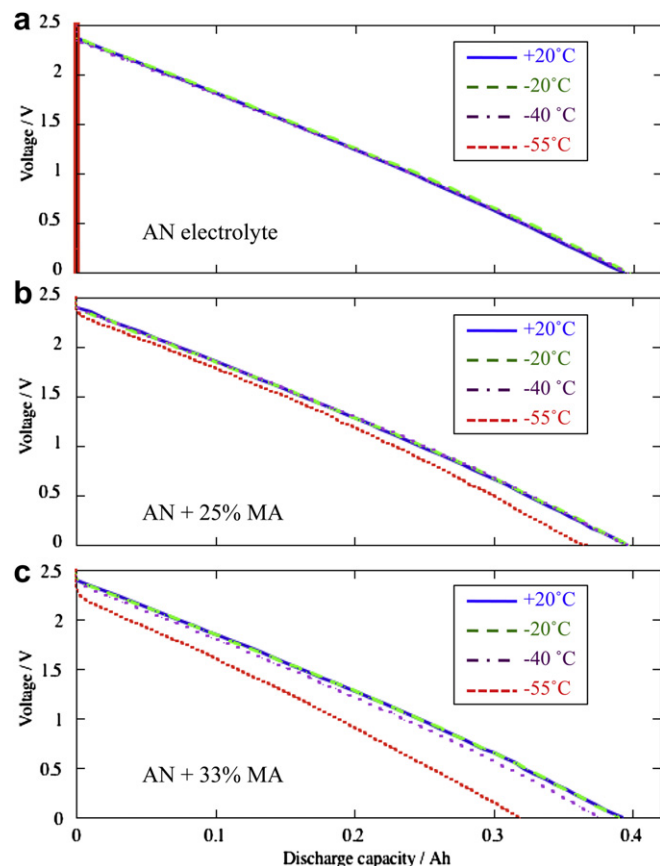 a
2.5
2
1.5
1
0.5
0
Voltage / V
+20°C
-20°C
-40 °C
-55°C
AN electrolyte
b
2.5
2
1.5
1
0.5
0
Voltage / V
+20°C
-20°C
-40 °C
-55°C
AN + 25% MA
c
2.5
2
1.5
1
0.5
0
Voltage / V
+20°C
-20°C
-40 °C
-55°C
AN + 33% MA
0 0.1 0.2 0.3 0.4
Discharge capacity / Ah